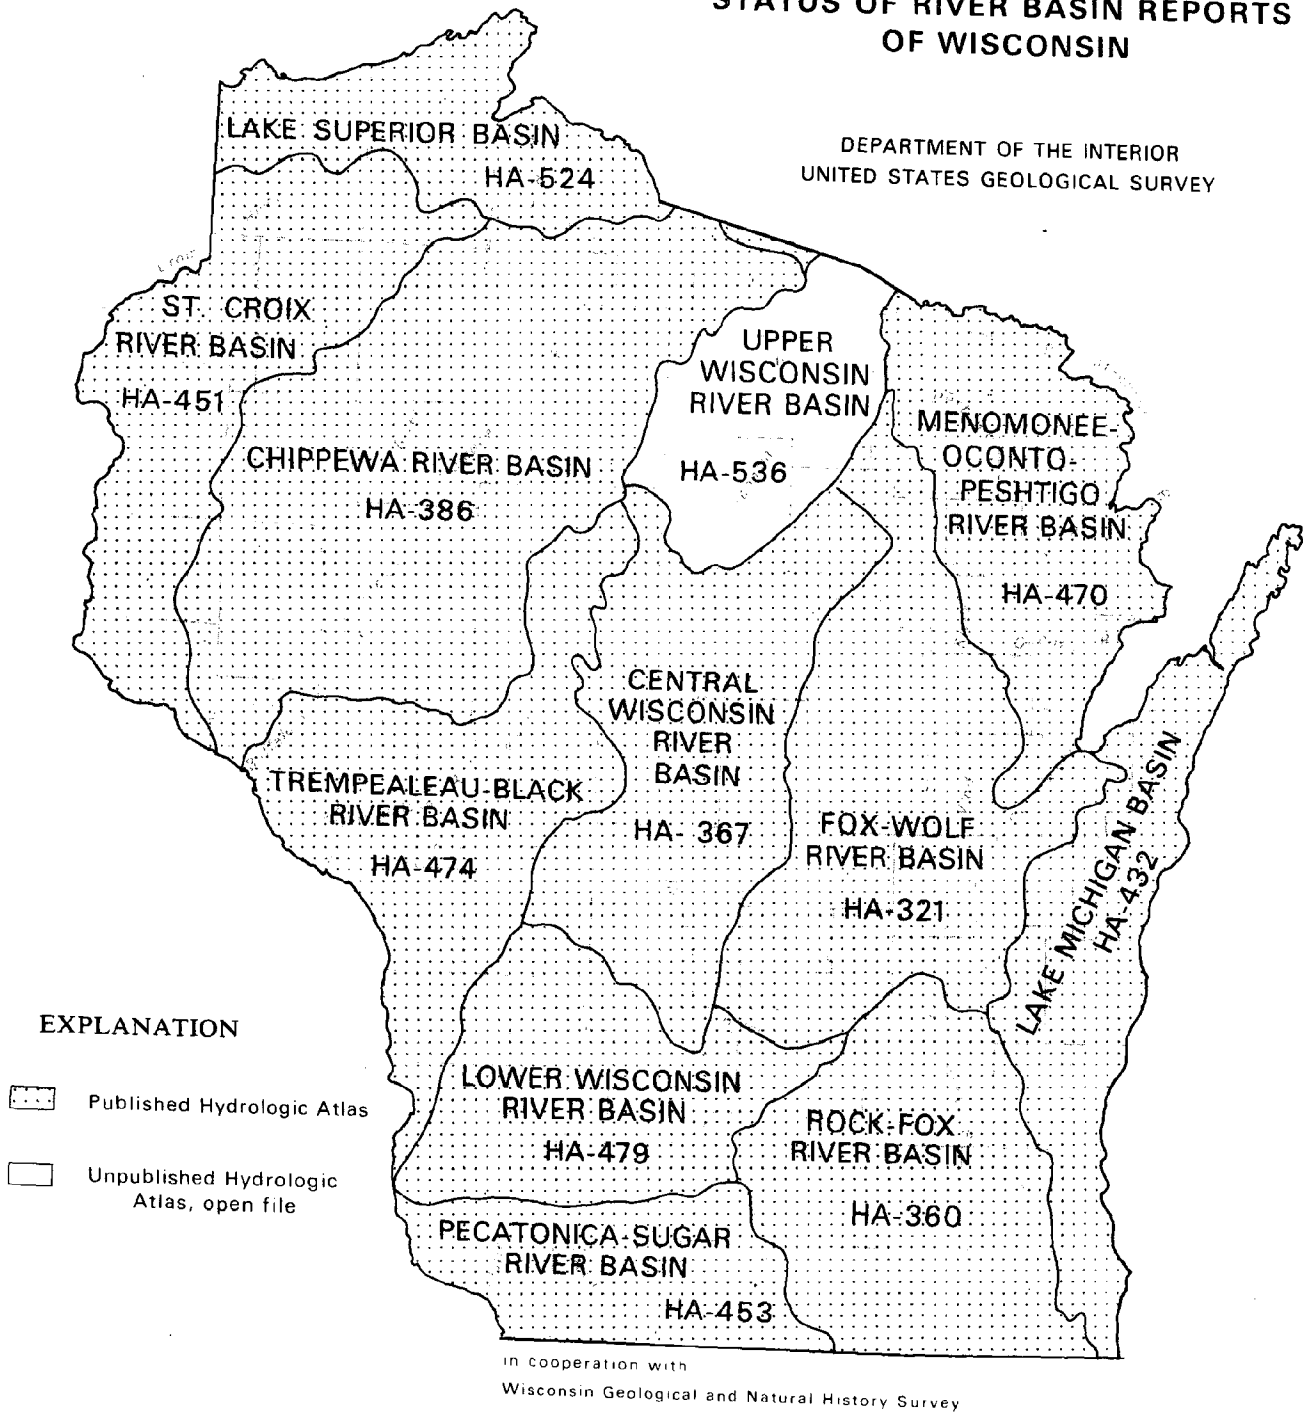 STATUS OF RIVER BASIN REPORTS
OF WISCONSIN
DEPARTMENT OF THE INTERIOR
UNITED STATES GEOLOGICAL SURVEY
LAKE SUPERIOR BASIN
HA-524
ST. CROIX
RIVER BASIN
HA-451
CHIPPEWA RIVER BASIN
HA-386
UPPER
WISCONSIN
RIVER BASIN
HA-536
MENOMONEE-
OCONTO-
PESHTIGO
RIVER BASIN
HA-470
CENTRAL
WISCONSIN
RIVER
BASIN
HA- 367
TREMPEALEAU-BLACK
RIVER BASIN
HA-474
FOX-WOLF
RIVER BASIN
HA-321
LAKE MICHIGAN BASIN
HA-432
LOWER WISCONSIN
RIVER BASIN
HA-479
ROCK-FOX
RIVER BASIN
HA-360
PECATONICA-SUGAR
RIVER BASIN
HA-453
EXPLANATION
Published Hydrologic Atlas
Unpublished Hydrologic
Atlas, open file
in cooperation with
Wisconsin Geological and Natural History Survey